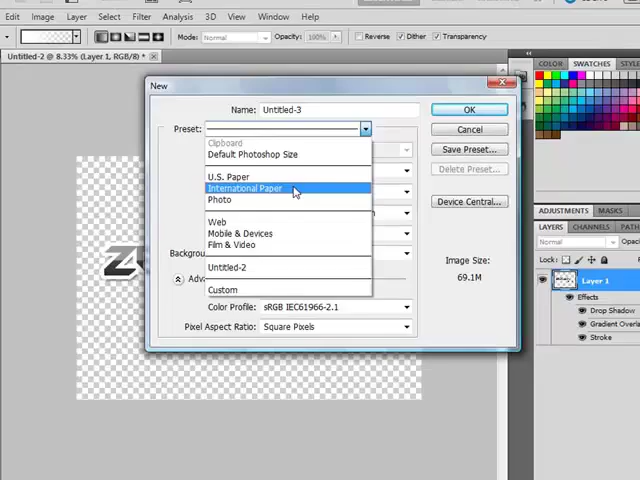 Edit Image Layer Select Filter Analysis 3D View Window Help
Mode: Normal Opacity: 100% Reverse Dither Transparency
Untitled-2 @ 8.33% (Layer 1, RGB/8) *
COLOR SWATCHES
New
Name: Untitled-3
OK
Preset:
Cancel
Clipboard
Default Photoshop Size
Save Preset...
Delete Preset...
U.S. Paper
International Paper
Photo
Device Central...
Web
Mobile & Devices
Film & Video
Untitled-2
Custom
Image Size:
69.1M
Color Profile: sRGB IEC61966-2.1
Pixel Aspect Ratio: Square Pixels
ADJUSTMENTS MASKS
LAYERS CHANNELS
Normal Opacity:
Lock:
Layer 1
Effects
Drop Shadow
Gradient Overl
Stroke